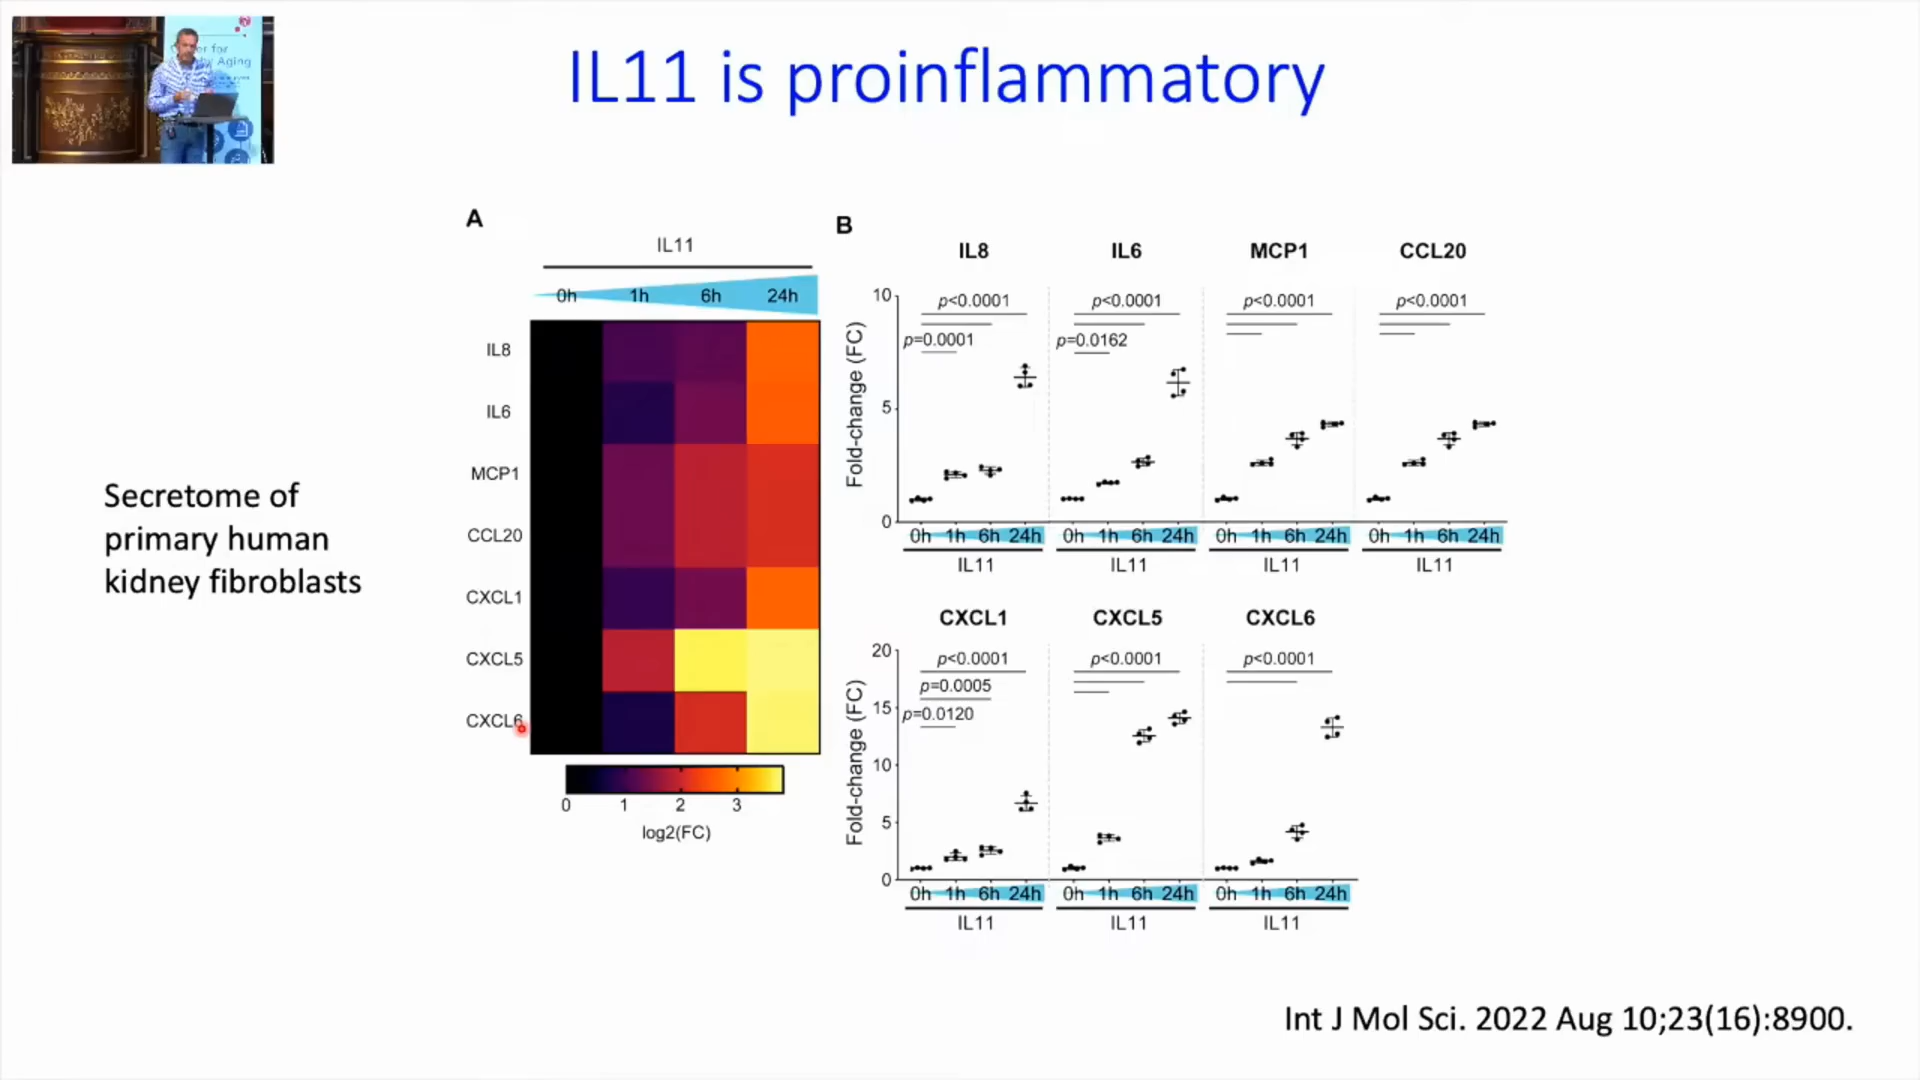 er for
Aging
IL11 is proinflammatory
Secretome of
primary human
kidney fibroblasts
A
IL11
0h 1h 6h 24h
IL8
IL6
MCP1
CCL20
CXCL1
CXCL5
CXCL6
0 1 2 3
log2(FC)
B
IL8 IL6 MCP1 CCL20
Fold-change (FC)
10
5
0
p<0.0001 p<0.0001 p<0.0001 p<0.0001
p=0.0001 p=0.0162
0h 1h 6h 24h 0h 1h 6h 24h 0h 1h 6h 24h 0h 1h 6h 24h
IL11 IL11 IL11 IL11
CXCL1 CXCL5 CXCL6
Fold-change (FC)
20
15
10
5
0
p<0.0001 p<0.0001 p<0.0001
p=0.0005
p=0.0120
0h 1h 6h 24h 0h 1h 6h 24h 0h 1h 6h 24h
IL11 IL11 IL11
Int J Mol Sci. 2022 Aug 10;23(16):8900.